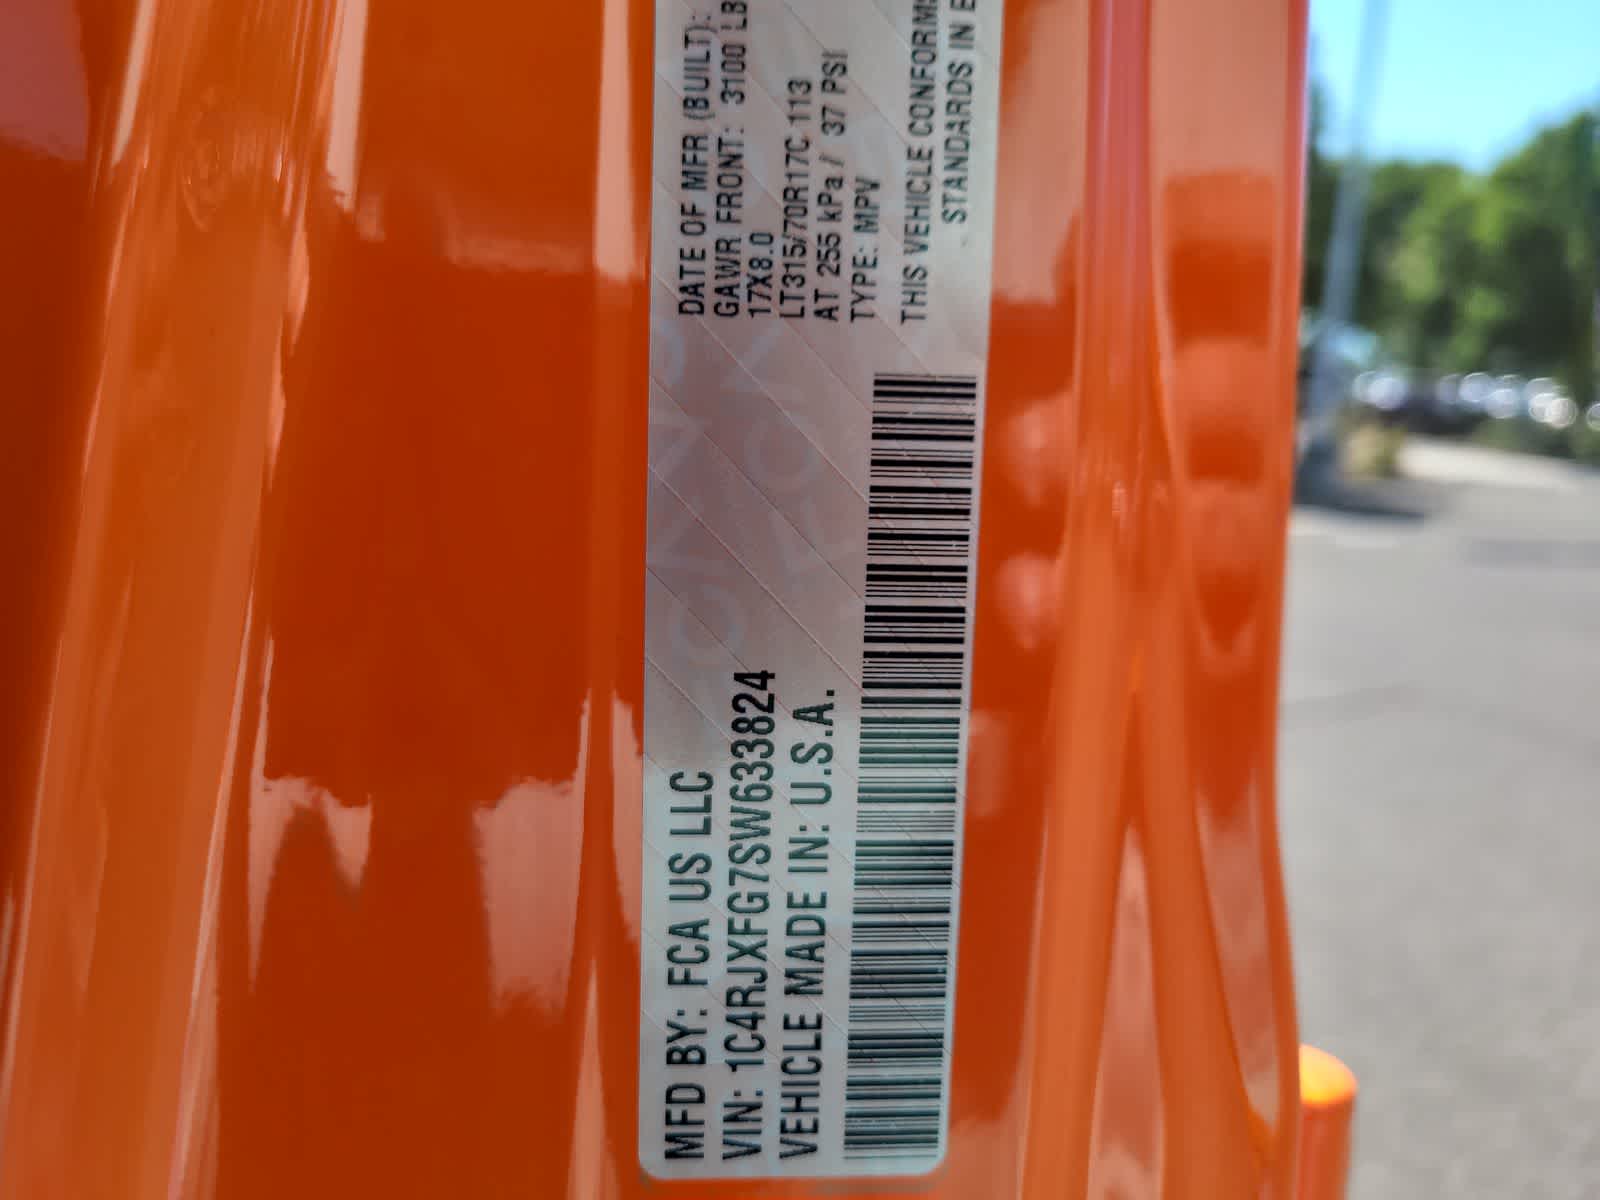 MFD BY: FCA US LLC
VIN: 1C4RJXFG7SW633824
VEHICLE MADE IN: U.S.A.
DATE OF MFR (BUILT):
GAWR FRONT: 3100 LB
17X8.0
LT315/70R17C 113
AT 255 kPa / 37 PSI
TYPE: MPV
THIS VEHICLE CONFORMS
STANDARDS IN E